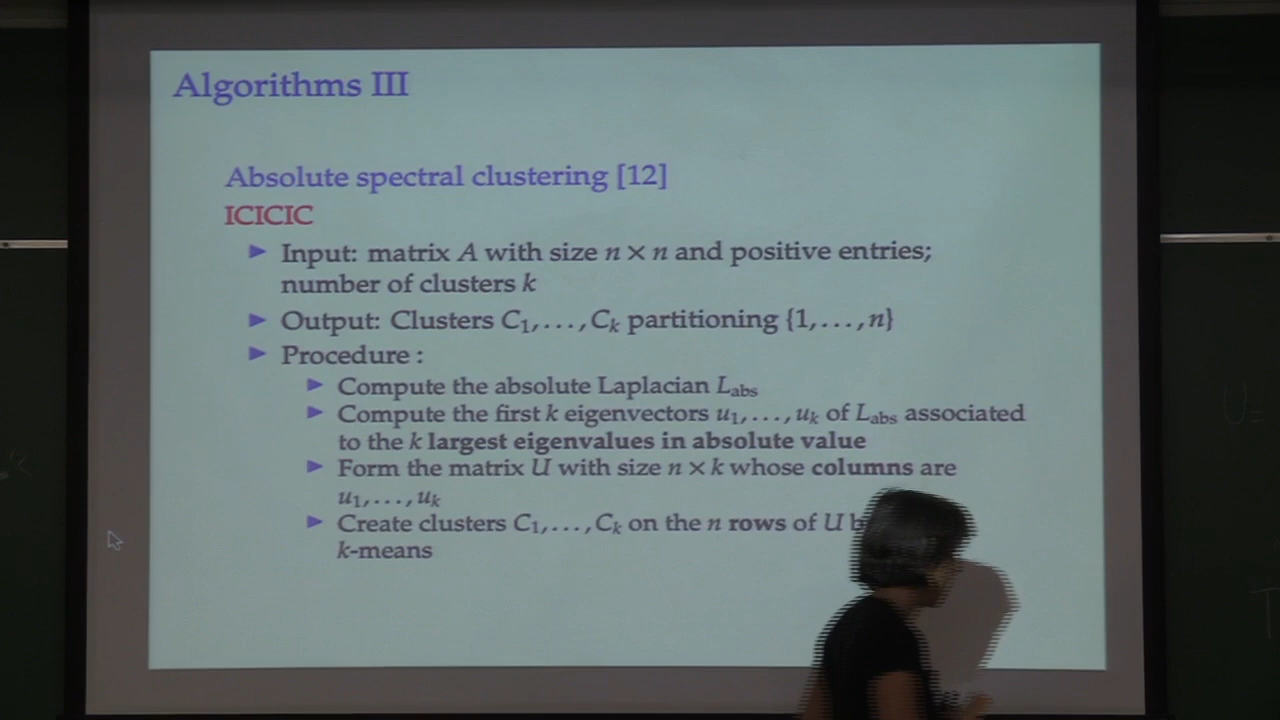 Algorithms III
Absolute spectral clustering [12]
ICICIC
▶ Input: matrix A with size n × n and positive entries;
number of clusters k
▶ Output: Clusters C₁, . . . , Cₖ partitioning {1, . . . , n}
▶ Procedure :
▶ Compute the absolute Laplacian L_abs
▶ Compute the first k eigenvectors u₁, . . . , uₖ of L_abs associated
to the k largest eigenvalues in absolute value
▶ Form the matrix U with size n × k whose columns are
u₁, . . . , uₖ
▶ Create clusters C₁, . . . , Cₖ on the n rows of U
k-means
U =